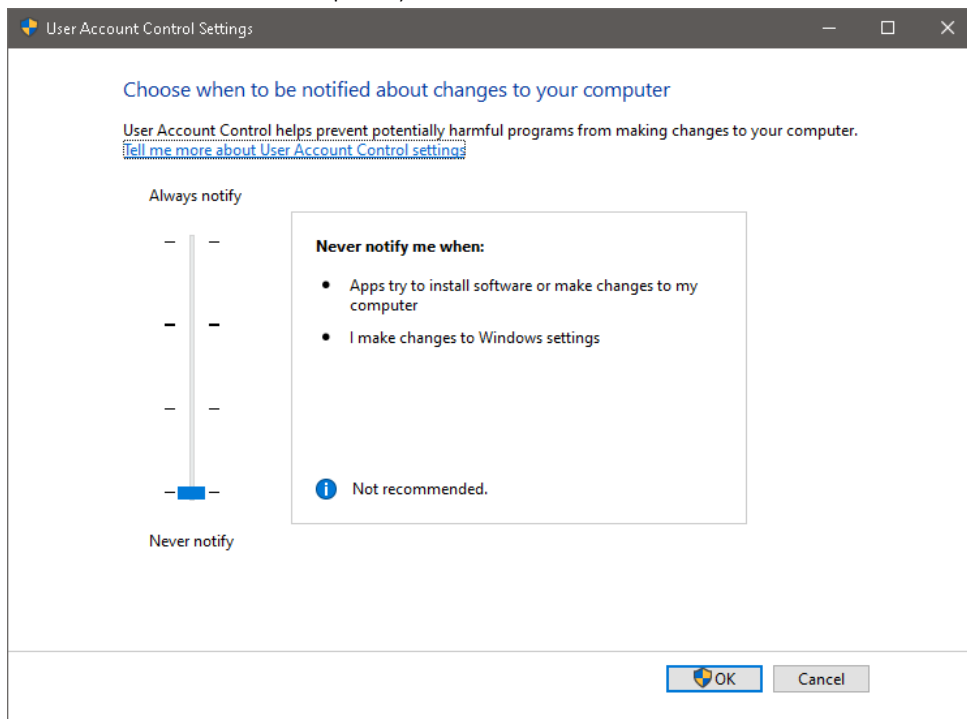 User Account Control Settings
Choose when to be notified about changes to your computer
User Account Control helps prevent potentially harmful programs from making changes to your computer.
Tell me more about User Account Control settings
Always notify
Never notify me when:
Apps try to install software or make changes to my
computer
I make changes to Windows settings
Not recommended.
Never notify
OK
Cancel